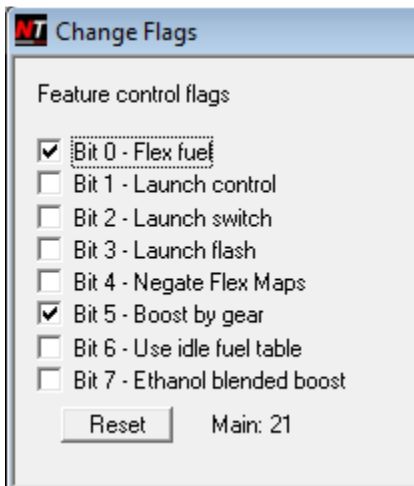 NT Change Flags
Feature control flags
Bit 0 - Flex fuel
Bit 1 - Launch control
Bit 2 - Launch switch
Bit 3 - Launch flash
Bit 4 - Negate Flex Maps
Bit 5 - Boost by gear
Bit 6 - Use idle fuel table
Bit 7 - Ethanol blended boost
Reset Main: 21